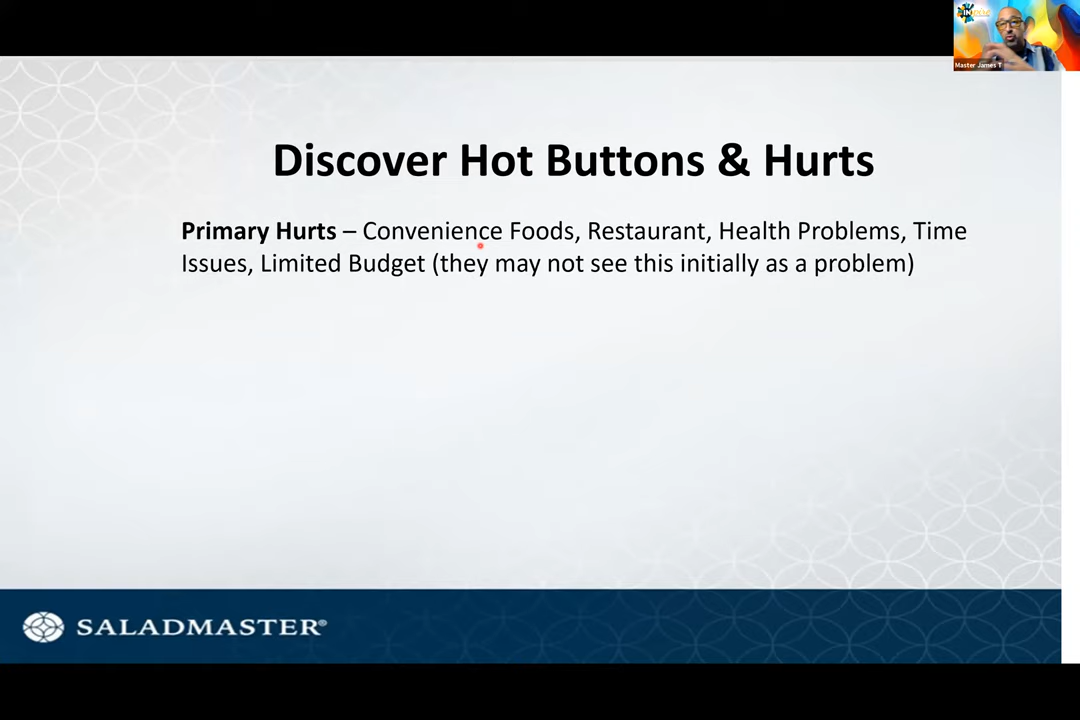 Master James T
Discover Hot Buttons & Hurts
Primary Hurts – Convenience Foods, Restaurant, Health Problems, Time
Issues, Limited Budget (they may not see this initially as a problem)
SALADMASTER®